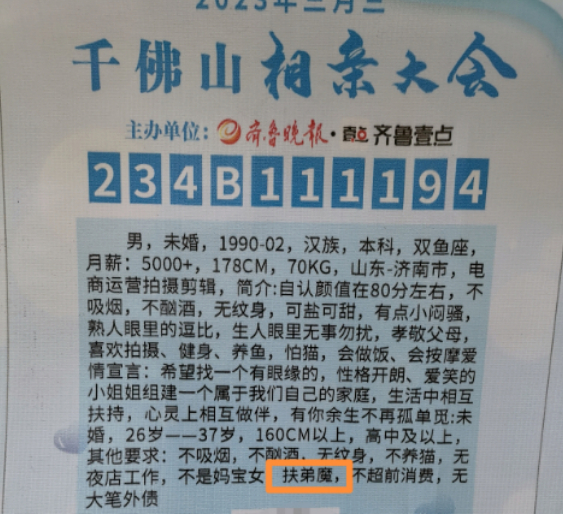 2023年三月三
千佛山相亲大会
主办单位：齐鲁晚报·齐鲁壹点
234B111194
男，未婚，1990-02，汉族，本科，双鱼座，
月薪：5000+，178CM，70KG，山东-济南市，电
商运营拍摄剪辑，简介:自认颜值在80分左右，不
吸烟，不酗酒，无纹身，可盐可甜，有点小闷骚，
熟人眼里的逗比，生人眼里无事勿扰，孝敬父母，
喜欢拍摄、健身、养鱼，怕猫，会做饭、会按摩爱
情宣言：希望找一个有眼缘的，性格开朗、爱笑的
小姐姐组建一个属于我们自己的家庭，生活中相互
扶持，心灵上相互做伴，有你余生不再孤单觅:未
婚，26岁——37岁，160CM以上，高中及以上，
其他要求：不吸烟，不酗酒，无纹身，不养猫，无
夜店工作，不是妈宝女，扶弟魔，不超前消费，无
大笔外债